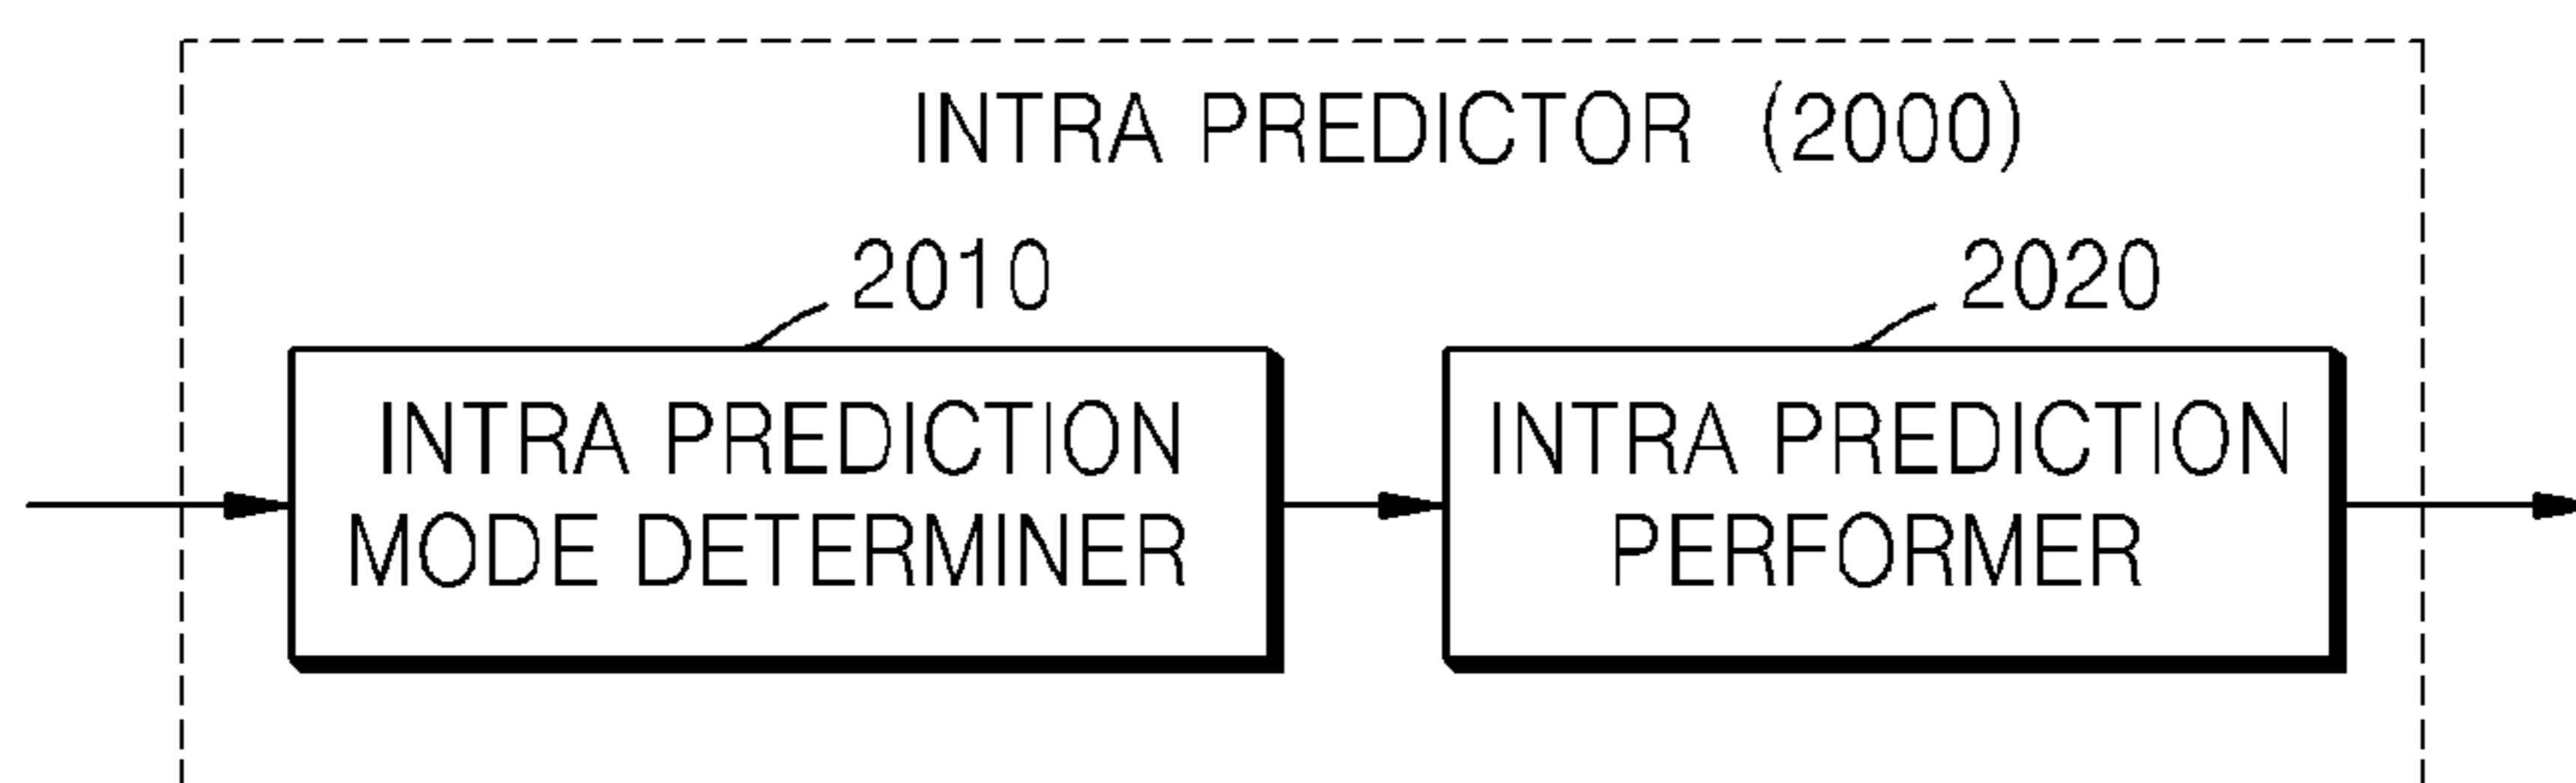 INTRA PREDICTOR (2000)
2010
2020
INTRA PREDICTION
MODE DETERMINER
INTRA PREDICTION
PERFORMER